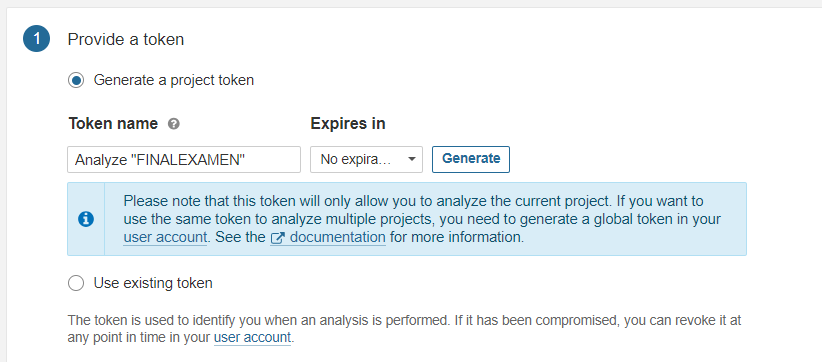 1 Provide a token
Generate a project token
Token name ? Expires in
Analyze "FINALEXAMEN" No expira... Generate
Please note that this token will only allow you to analyze the current project. If you want to
use the same token to analyze multiple projects, you need to generate a global token in your
user account. See the documentation for more information.
Use existing token
The token is used to identify you when an analysis is performed. If it has been compromised, you can revoke it at
any point in time in your user account.